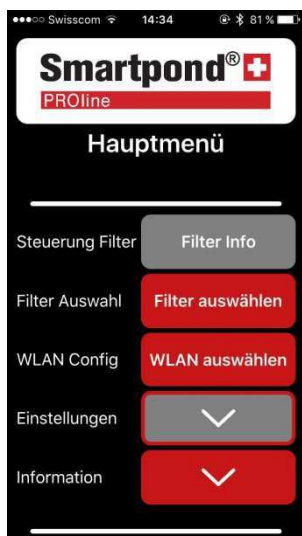 Swisscom 14:34 81 %
Smartpond®
PROline
Hauptmenü
Steuerung Filter Filter Info
Filter Auswahl Filter auswählen
WLAN Config WLAN auswählen
Einstellungen
Information